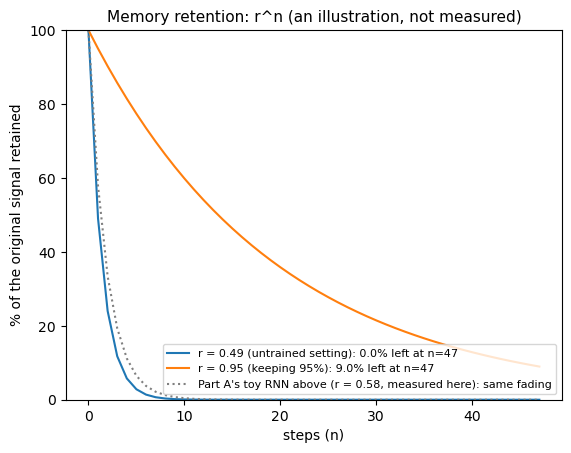 Memory retention: r^n (an illustration, not measured)
% of the original signal retained
100
80
60
40
20
0
r = 0.49 (untrained setting): 0.0% left at n=47
r = 0.95 (keeping 95%): 9.0% left at n=47
Part A's toy RNN above (r = 0.58, measured here): same fading
0
10
20
30
40
steps (n)